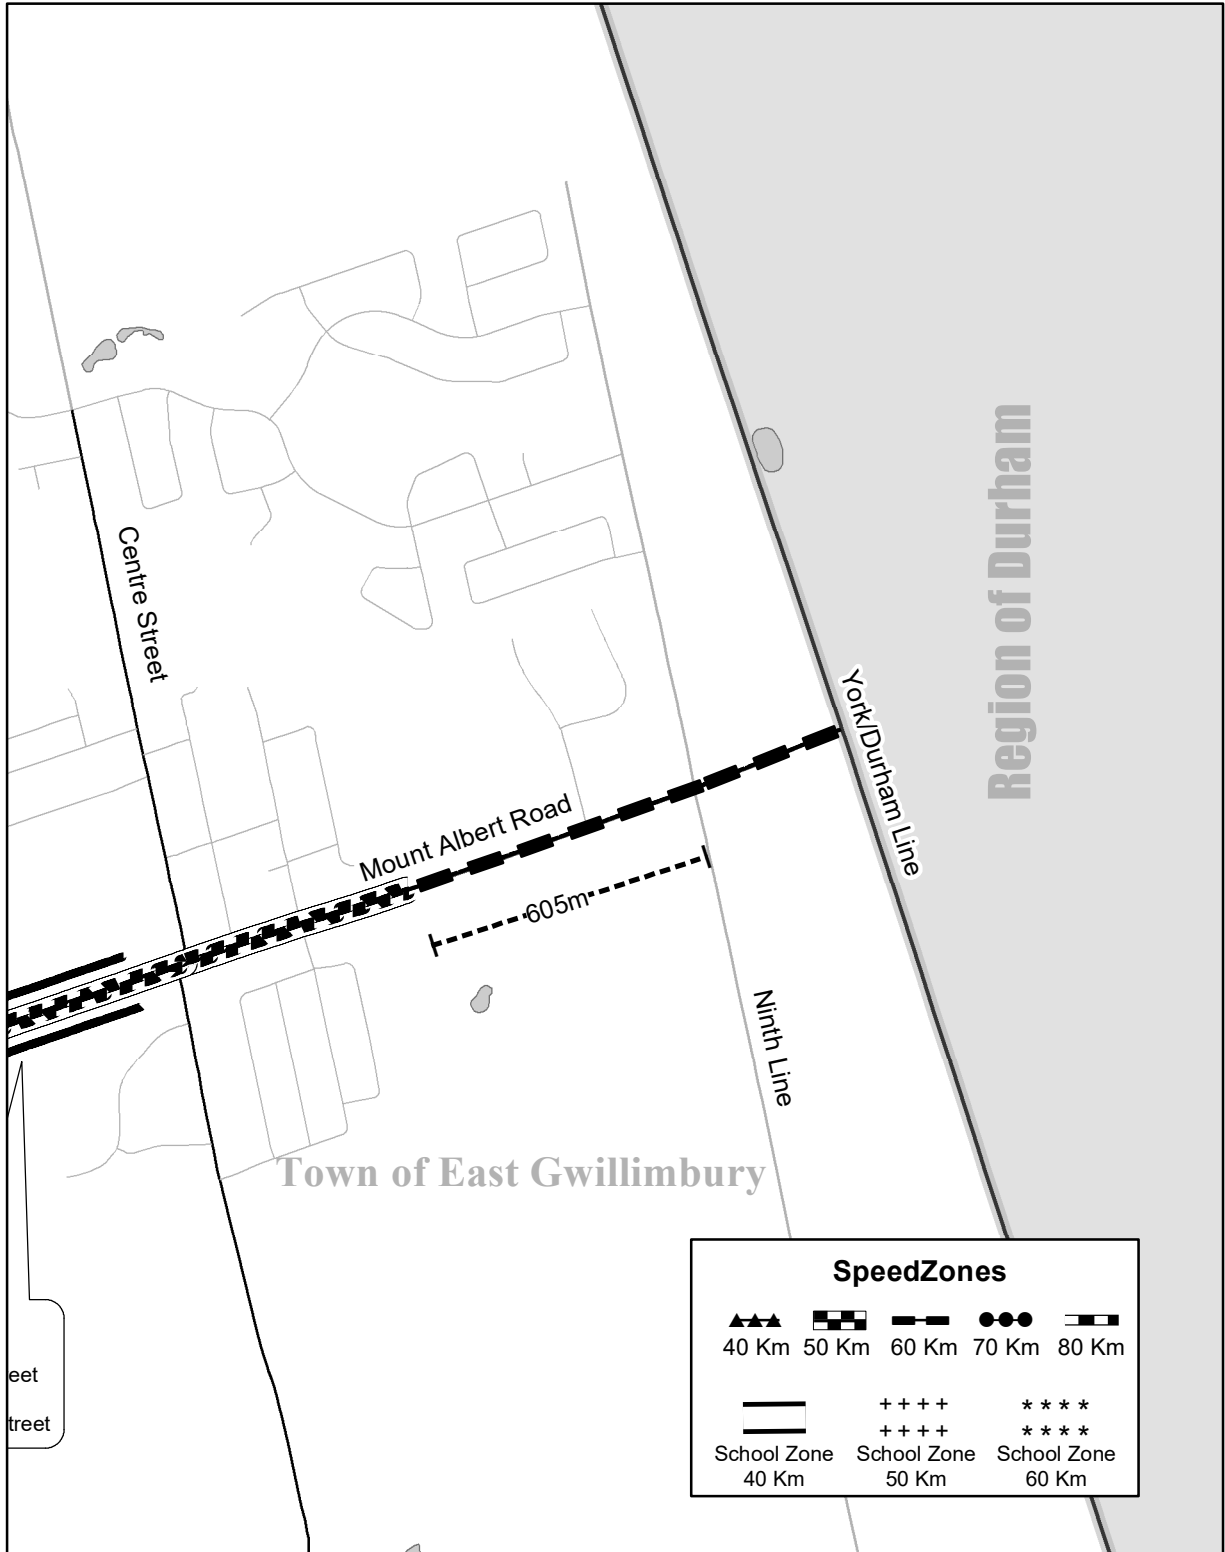 Region of Durham
Centre Street
York/Durham Line
Mount Albert Road
605m
Ninth Line
Town of East Gwillimbury
SpeedZones
40 Km 50 Km 60 Km 70 Km 80 Km
School Zone School Zone School Zone
40 Km 50 Km 60 Km
eet
treet